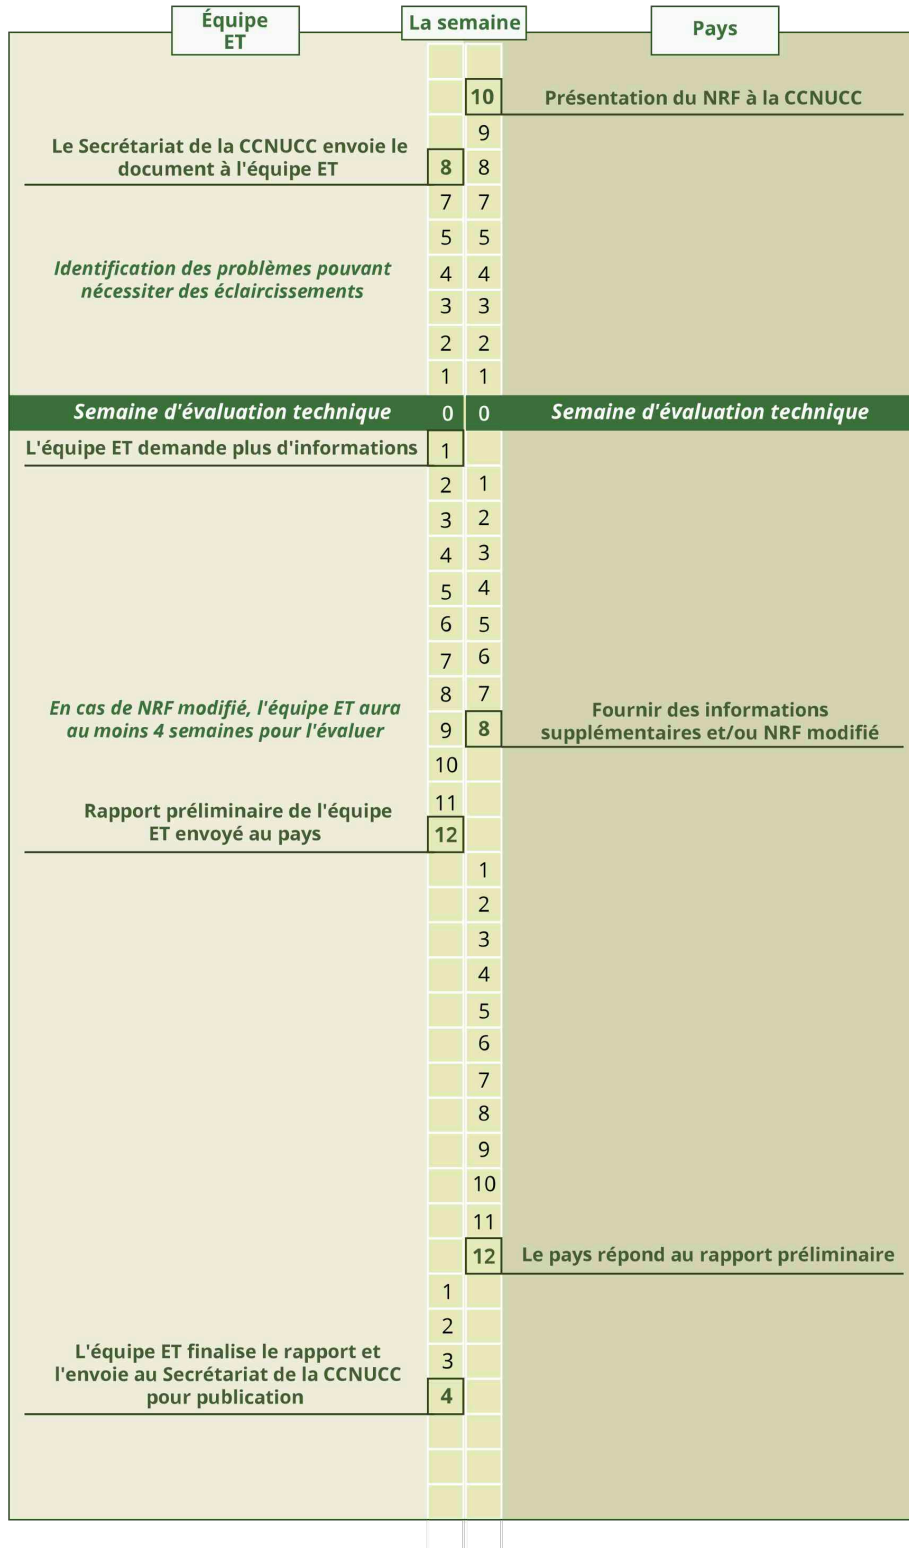 Équipe
ET
La semaine
Pays
10 Présentation du NRF à la CCNUCC
9
Le Secrétariat de la CCNUCC envoie le
document à l'équipe ET
8 8
7 7
5 5
Identification des problèmes pouvant
nécessiter des éclaircissements
4 4
3 3
2 2
1 1
Semaine d'évaluation technique 0 0 Semaine d'évaluation technique
L'équipe ET demande plus d'informations 1
2 1
3 2
4 3
5 4
6 5
7 6
8 7
En cas de NRF modifié, l'équipe ET aura
au moins 4 semaines pour l'évaluer
9 8
Fournir des informations
supplémentaires et/ou NRF modifié
10
11
Rapport préliminaire de l'équipe
ET envoyé au pays
12
1
2
3
4
5
6
7
8
9
10
11
12 Le pays répond au rapport préliminaire
1
2
3
L'équipe ET finalise le rapport et
l'envoie au Secrétariat de la CCNUCC
pour publication
4